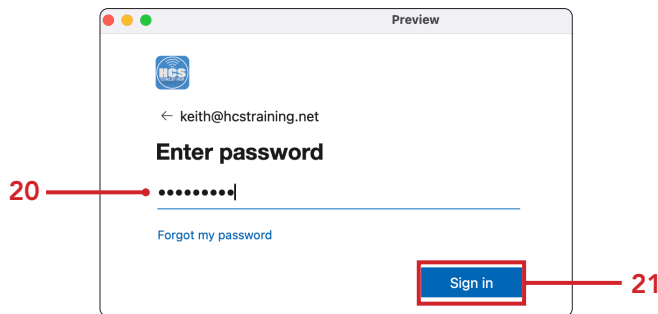 Preview
HCS
← keith@hcstraining.net
Enter password
20
•••••••••
Forgot my password
Sign in
21